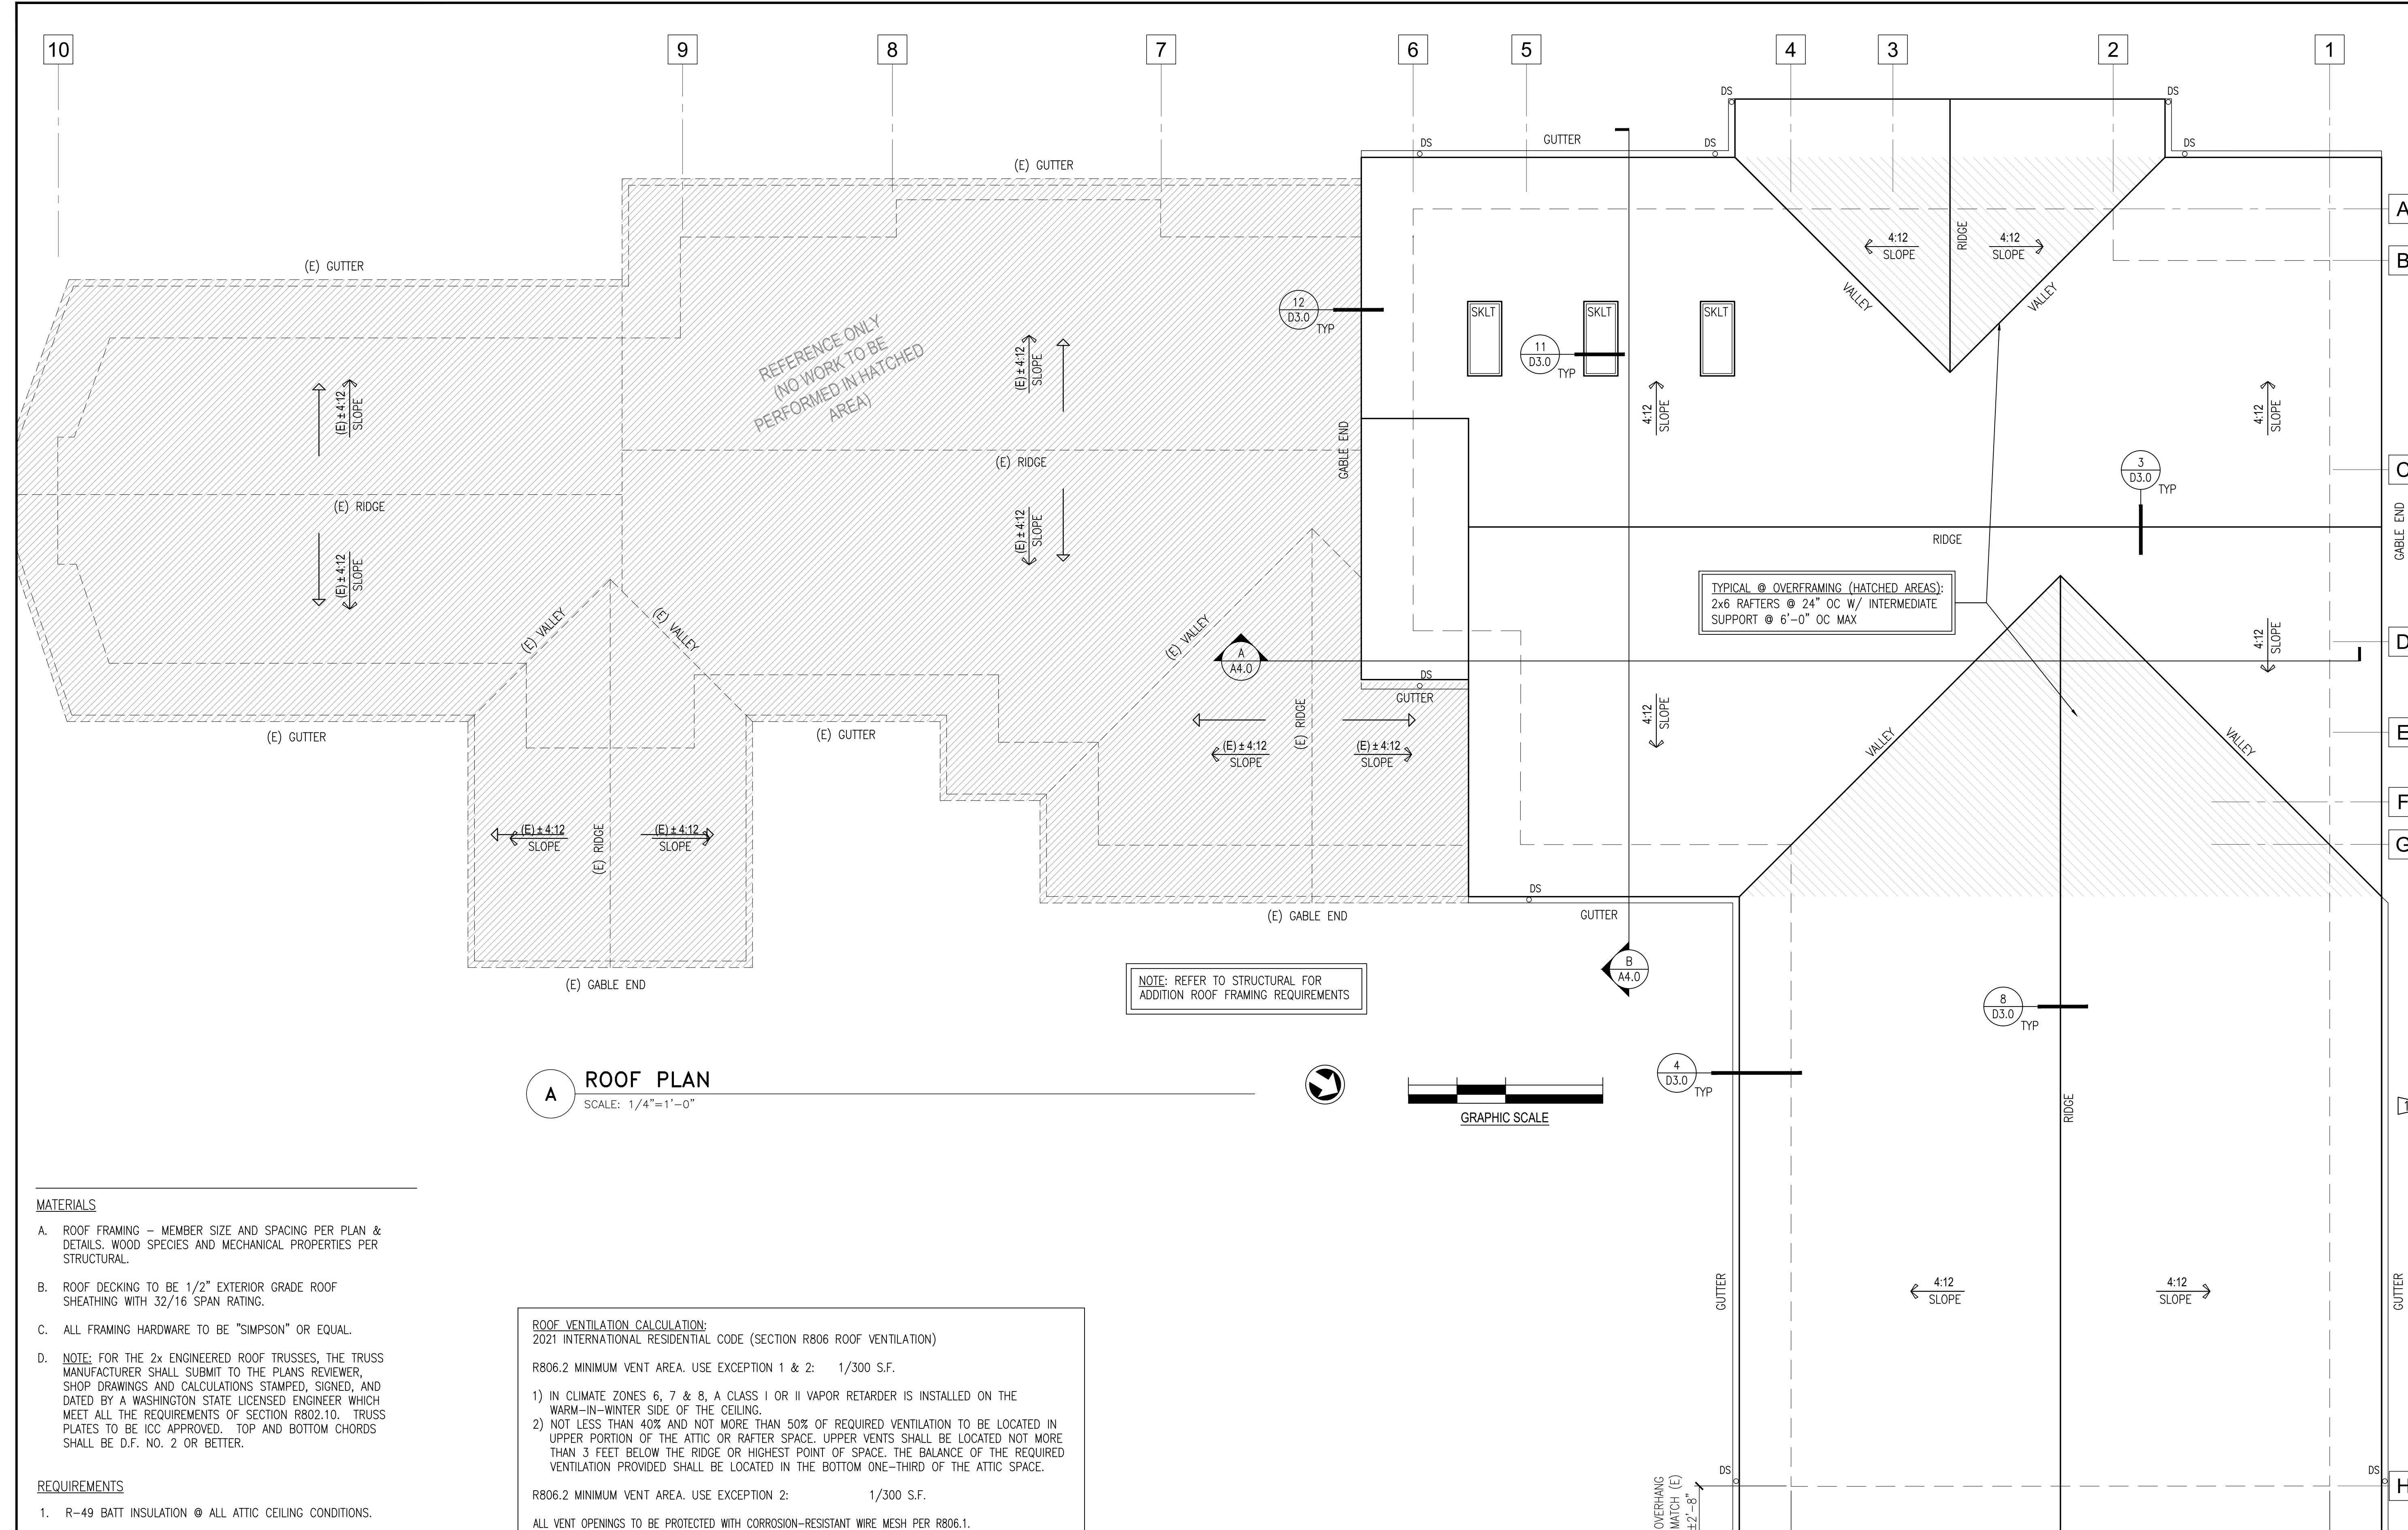 10
9
8
7
6
5
4
3
2
1
DS
DS
DS
GUTTER
DS
DS
(E) GUTTER
A
RIDGE
4:12
SLOPE
4:12
SLOPE
B
(E) GUTTER
VALLEY
VALLEY
12
D3.0
TYP
SKLT
SKLT
SKLT
11
D3.0
TYP
REFERENCE ONLY
(NO WORK TO BE
PERFORMED IN HATCHED
AREA)
(E) ± 4:12
SLOPE
(E) ± 4:12
SLOPE
4:12
SLOPE
4:12
SLOPE
GABLE END
(E) RIDGE
3
D3.0
TYP
C
(E) RIDGE
GABLE END
RIDGE
(E) ± 4:12
SLOPE
(E) ± 4:12
SLOPE
TYPICAL @ OVERFRAMING (HATCHED AREAS):
2x6 RAFTERS @ 24" OC W/ INTERMEDIATE
SUPPORT @ 6'-0" OC MAX
(E) VALLEY
(E) VALLEY
(E) VALLEY
A
A4.0
4:12
SLOPE
D
DS
GUTTER
4:12
SLOPE
(E) GUTTER
(E) GUTTER
(E) RIDGE
(E) ± 4:12
SLOPE
(E) ± 4:12
SLOPE
VALLEY
VALLEY
E
F
(E) ± 4:12
SLOPE
(E) RIDGE
(E) ± 4:12
SLOPE
G
DS
(E) GABLE END
GUTTER
(E) GABLE END
NOTE: REFER TO STRUCTURAL FOR
ADDITION ROOF FRAMING REQUIREMENTS
B
A4.0
8
D3.0
TYP
A
ROOF PLAN
SCALE: 1/4"=1'-0"
GRAPHIC SCALE
4
D3.0
TYP
RIDGE
1
GUTTER
4:12
SLOPE
4:12
SLOPE
GUTTER
DS
DS
H
OVERHANG
MATCH (E)
±2'-8"
MATERIALS
A. ROOF FRAMING - MEMBER SIZE AND SPACING PER PLAN &
DETAILS. WOOD SPECIES AND MECHANICAL PROPERTIES PER
STRUCTURAL.
B. ROOF DECKING TO BE 1/2" EXTERIOR GRADE ROOF
SHEATHING WITH 32/16 SPAN RATING.
C. ALL FRAMING HARDWARE TO BE "SIMPSON" OR EQUAL.
D. NOTE: FOR THE 2x ENGINEERED ROOF TRUSSES, THE TRUSS
MANUFACTURER SHALL SUBMIT TO THE PLANS REVIEWER,
SHOP DRAWINGS AND CALCULATIONS STAMPED, SIGNED, AND
DATED BY A WASHINGTON STATE LICENSED ENGINEER WHICH
MEET ALL THE REQUIREMENTS OF SECTION R802.10. TRUSS
PLATES TO BE ICC APPROVED. TOP AND BOTTOM CHORDS
SHALL BE D.F. NO. 2 OR BETTER.
REQUIREMENTS
1. R-49 BATT INSULATION @ ALL ATTIC CEILING CONDITIONS.
ROOF VENTILATION CALCULATION:
2021 INTERNATIONAL RESIDENTIAL CODE (SECTION R806 ROOF VENTILATION)
R806.2 MINIMUM VENT AREA. USE EXCEPTION 1 & 2: 1/300 S.F.
1) IN CLIMATE ZONES 6, 7 & 8, A CLASS I OR II VAPOR RETARDER IS INSTALLED ON THE
WARM-IN-WINTER SIDE OF THE CEILING.
2) NOT LESS THAN 40% AND NOT MORE THAN 50% OF REQUIRED VENTILATION TO BE LOCATED IN
UPPER PORTION OF THE ATTIC OR RAFTER SPACE. UPPER VENTS SHALL BE LOCATED NOT MORE
THAN 3 FEET BELOW THE RIDGE OR HIGHEST POINT OF SPACE. THE BALANCE OF THE REQUIRED
VENTILATION PROVIDED SHALL BE LOCATED IN THE BOTTOM ONE-THIRD OF THE ATTIC SPACE.
R806.2 MINIMUM VENT AREA. USE EXCEPTION 2: 1/300 S.F.
ALL VENT OPENINGS TO BE PROTECTED WITH CORROSION-RESISTANT WIRE MESH PER R806.1.